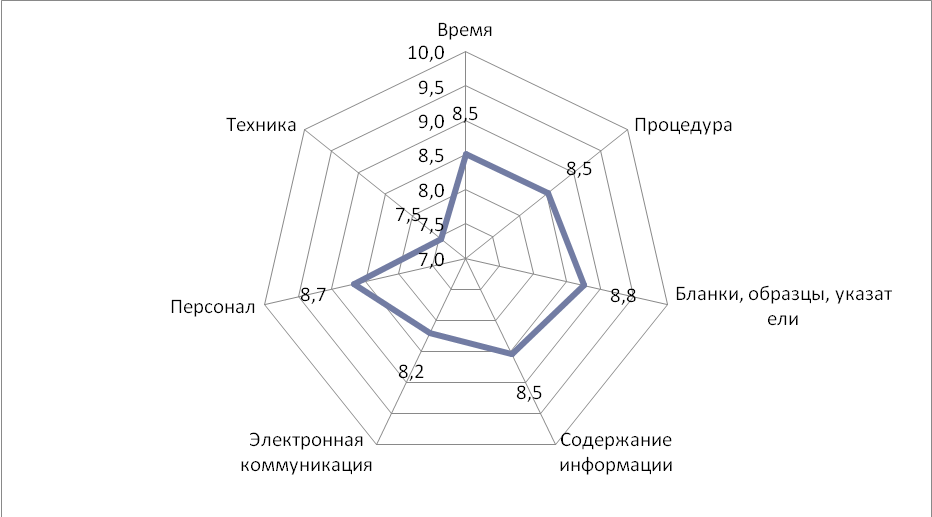 Время
10,0
9,5
9,0
8,5
8,5
8,0
7,5
7,0
Процедура
8,5
Бланки, образцы, указат
ели
8,8
Содержание
информации
8,5
Электронная
коммуникация
8,2
Персонал
8,7
Техника
7,5